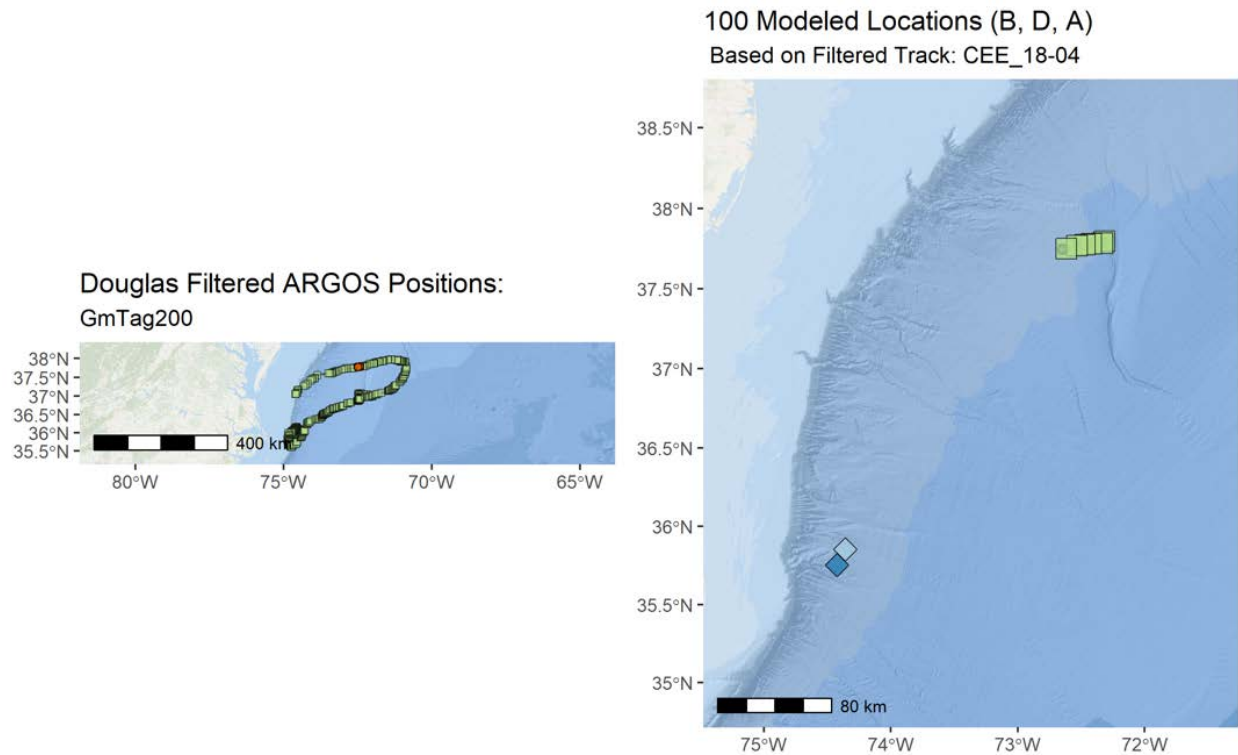 Douglas Filtered ARGOS Positions:
GmTag200
38°N
37.5°N
37°N
36.5°N
36°N
35.5°N
400 km
80°W
75°W
70°W
65°W
100 Modeled Locations (B, D, A)
Based on Filtered Track: CEE_18-04
38.5°N
38°N
37.5°N
37°N
36.5°N
36°N
35.5°N
35°N
80 km
75°W
74°W
73°W
72°W